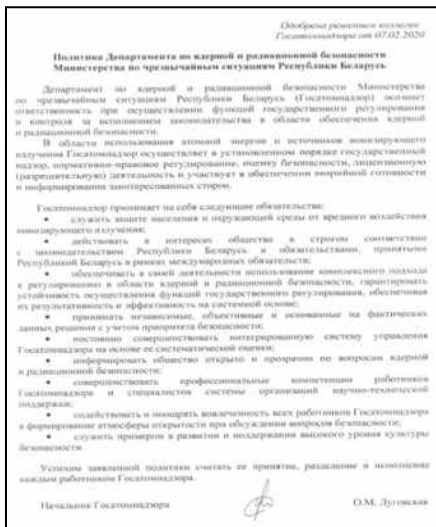 Одобрена решением коллегии
Госатомнадзора от 07.02.2020
Политика Департамента по ядерной и радиационной безопасности
Министерства по чрезвычайным ситуациям Республики Беларусь
Департамент по ядерной и радиационной безопасности Министерства
по чрезвычайным ситуациям Республики Беларусь (Госатомнадзор) осознает
ответственность при осуществлении функций государственного регулирования
и контроля за исполнением законодательства в области обеспечения ядерной
и радиационной безопасности.
В области использования атомной энергии и источников ионизирующего
излучения Госатомнадзор осуществляет в установленном порядке государственный
надзор, нормативно-правовое регулирование, оценку безопасности, лицензионную
(разрешительную) деятельность и участвует в обеспечении аварийной готовности
и информирования заинтересованных сторон.
Госатомнадзор принимает на себя следующие обязательства:
• служить защите населения и окружающей среды от вредного воздействия
ионизирующего излучения;
• действовать в интересах общества в строгом соответствии
с законодательством Республики Беларусь и обязательствами, принятыми
Республикой Беларусь в рамках международных обязательств;
• обеспечивать в своей деятельности использование комплексного подхода
к регулированию в области ядерной и радиационной безопасности, гарантировать
устойчивость осуществления функций государственного регулирования, обеспечивая
их результативность и эффективность на системной основе;
• принимать независимые, объективные и основанные на фактических
данных решения с учетом приоритета безопасности;
• постоянно совершенствовать интегрированную систему управления
Госатомнадзора на основе ее систематической оценки;
• информировать общество открыто и прозрачно по вопросам ядерной
и радиационной безопасности;
• совершенствовать профессиональные компетенции работников
Госатомнадзора и специалистов системы организаций научно-технической
поддержки;
• содействовать и поощрять вовлеченность всех работников Госатомнадзора
в формирование атмосферы открытости при обсуждении вопросов безопасности;
• служить примером в развитии и поддержании высокого уровня культуры
безопасности.
Успехом заявленной политики считать ее принятие, разделение и исполнение
каждым работником Госатомнадзора.
Начальник Госатомнадзора О.М. Луговская